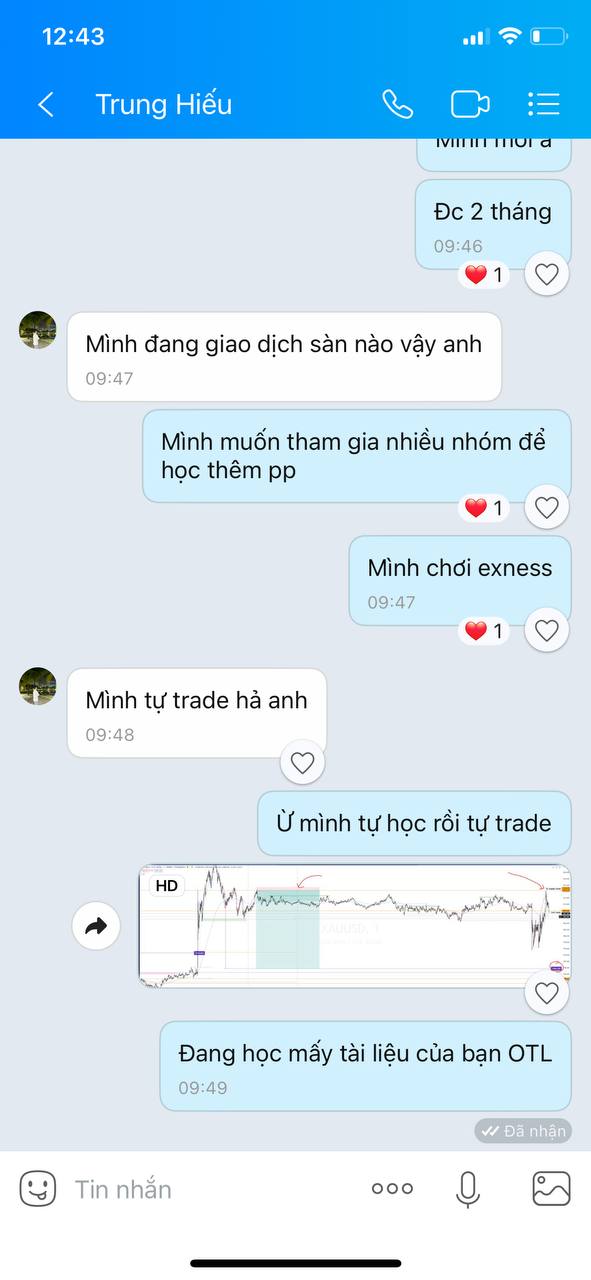 12:43
Trung Hiếu
Mình mới á
Đc 2 tháng
09:46
1
Mình đang giao dịch sàn nào vậy anh
09:47
Mình muốn tham gia nhiều nhóm để
học thêm pp
1
Mình chơi exness
09:47
1
Mình tự trade hả anh
09:48
Ừ mình tự học rồi tự trade
HD
XAUUSD, 1
Đang học mấy tài liệu của bạn OTL
09:49
Đã nhận
Tin nhắn